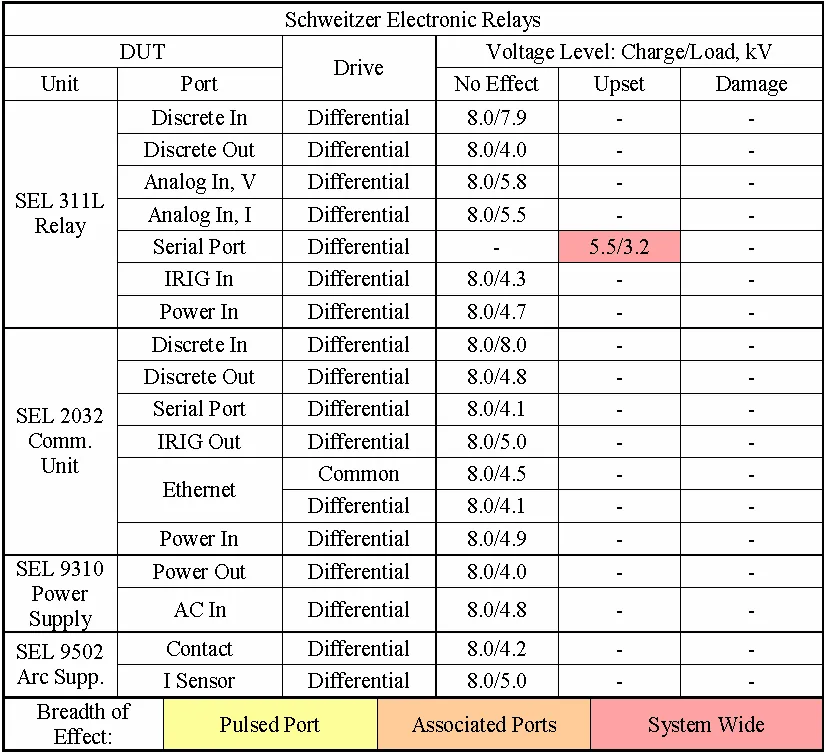 Schweitzer Electronic Relays
DUT Drive Voltage Level: Charge/Load, kV
Unit Port No Effect Upset Damage
SEL 311L Relay Discrete In Differential 8.0/7.9 - -
Discrete Out Differential 8.0/4.0 - -
Analog In, V Differential 8.0/5.8 - -
Analog In, I Differential 8.0/5.5 - -
Serial Port Differential - 5.5/3.2 -
IRIG In Differential 8.0/4.3 - -
Power In Differential 8.0/4.7 - -
SEL 2032 Comm. Unit Discrete In Differential 8.0/8.0 - -
Discrete Out Differential 8.0/4.8 - -
Serial Port Differential 8.0/4.1 - -
IRIG Out Differential 8.0/5.0 - -
Ethernet Common 8.0/4.5 - -
Differential 8.0/4.1 - -
Power In Differential 8.0/4.9 - -
SEL 9310 Power Supply Power Out Differential 8.0/4.0 - -
AC In Differential 8.0/4.8 - -
SEL 9502 Arc Supp. Contact Differential 8.0/4.2 - -
I Sensor Differential 8.0/5.0 - -
Breadth of Effect: Pulsed Port Associated Ports System Wide